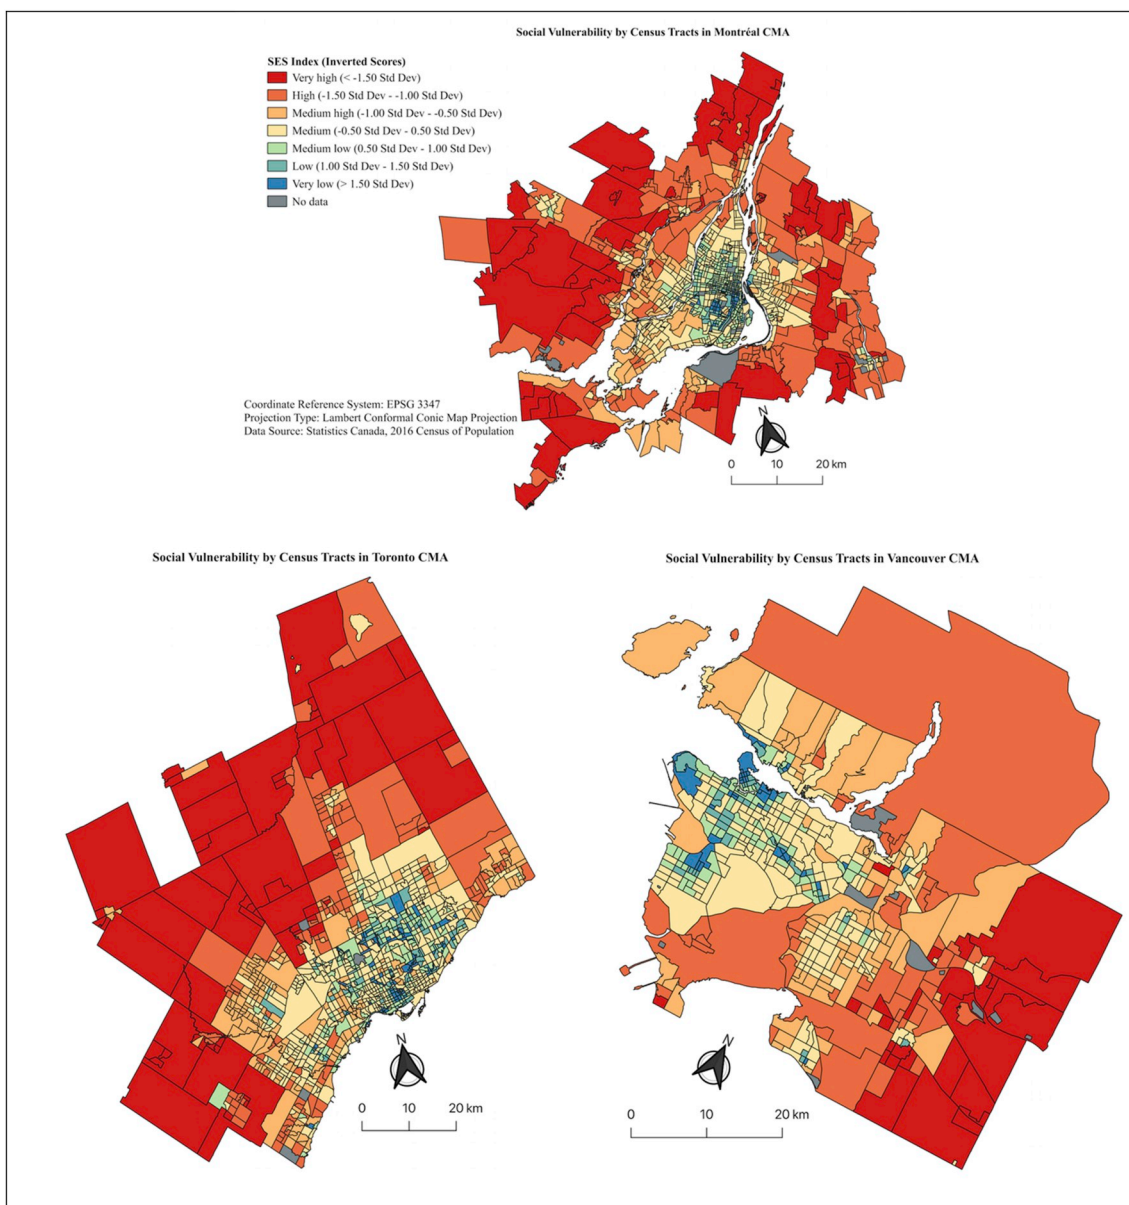 Social Vulnerability by Census Tracts in Montréal CMA
SES Index (Inverted Scores)
Very high (< -1.50 Std Dev)
High (-1.50 Std Dev - -1.00 Std Dev)
Medium high (-1.00 Std Dev - -0.50 Std Dev)
Medium (-0.50 Std Dev - 0.50 Std Dev)
Medium low (0.50 Std Dev - 1.00 Std Dev)
Low (1.00 Std Dev - 1.50 Std Dev)
Very low (> 1.50 Std Dev)
No data
Coordinate Reference System: EPSG 3347
Projection Type: Lambert Conformal Conic Map Projection
Data Source: Statistics Canada, 2016 Census of Population
N
0 10 20 km
Social Vulnerability by Census Tracts in Toronto CMA
N
0 10 20 km
Social Vulnerability by Census Tracts in Vancouver CMA
N
0 10 20 km